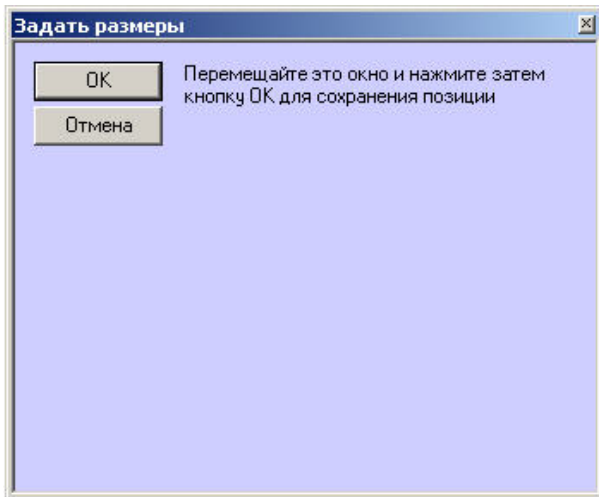 Задать размеры
OK
Перемещайте это окно и нажмите затем
кнопку OK для сохранения позиции
Отмена